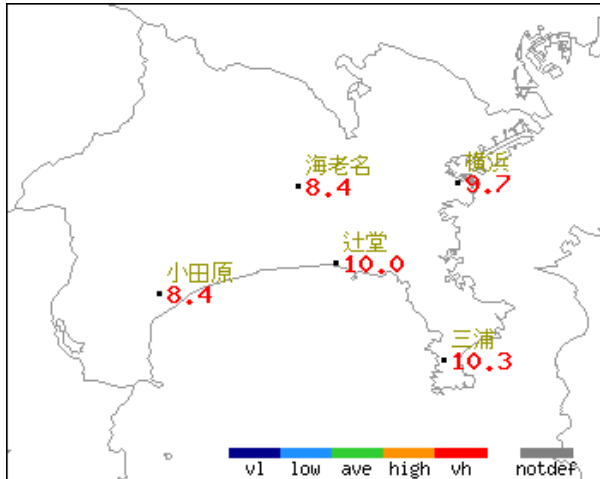 海老名
8.4
横浜
9.7
辻堂
10.0
小田原
8.4
三浦
10.3
vl low ave high vh notdef